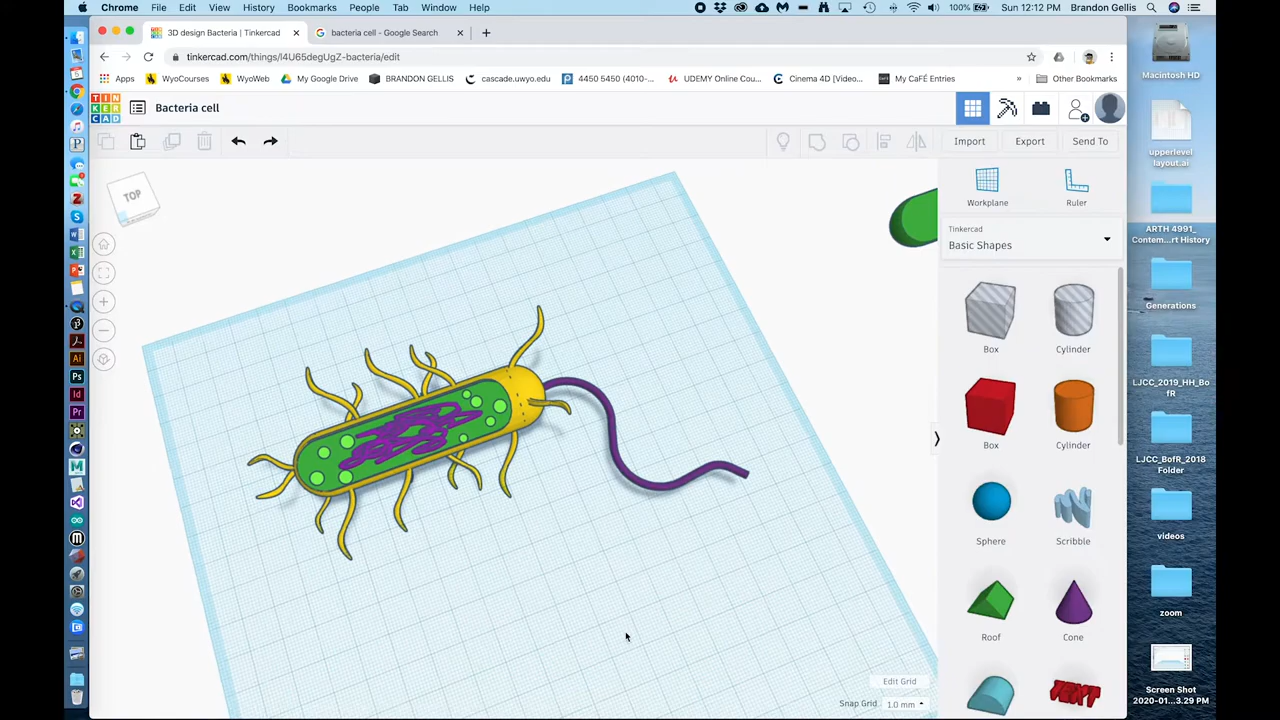 Chrome File Edit View History Bookmarks People Tab Window Help 100% Sun 12:12 PM Brandon Gellis
3D design Bacteria | Tinkercad bacteria cell - Google Search
tinkercad.com/things/l4U65degUgZ-bacteria/edit
Apps WyoCourses WyoWeb My Google Drive BRANDON GELLIS casperai.uwyo.edu 4450 5450 (4010-... UDEMY Online Cou... Cinema 4D [Video... My CaFÉ Entries » Other Bookmarks
TIN
KER
CAD
Bacteria cell
Import Export Send To
TOP
Workplane Ruler
Tinkercad
Basic Shapes
Box Cylinder
Box Cylinder
Sphere Scribble
Roof Cone
Edit Grid
Snap Grid 1.0 mm
Macintosh HD
upperlevel
layout.ai
ARTH 4991_
Contem...rt History
Generations
LJCC_2019_HH_Bo
fR
LJCC_BofR_2018
Folder
videos
zoom
Screen Shot
2020-01...3.29 PM